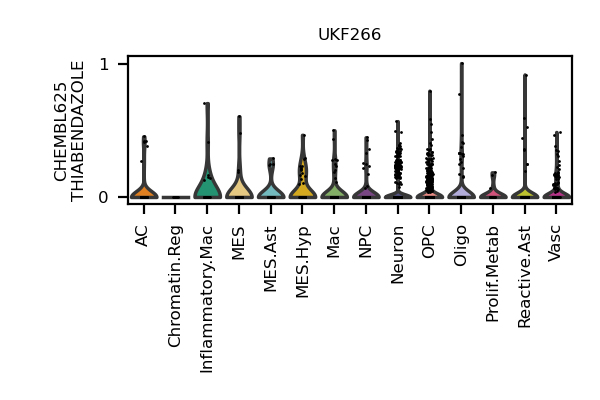 UKF266
CHEMBL625
THIABENDAZOLE
1
0
AC
Chromatin.Reg
Inflammatory.Mac
MES
MES.Ast
MES.Hyp
Mac
NPC
Neuron
OPC
Oligo
Prolif.Metab
Reactive.Ast
Vasc